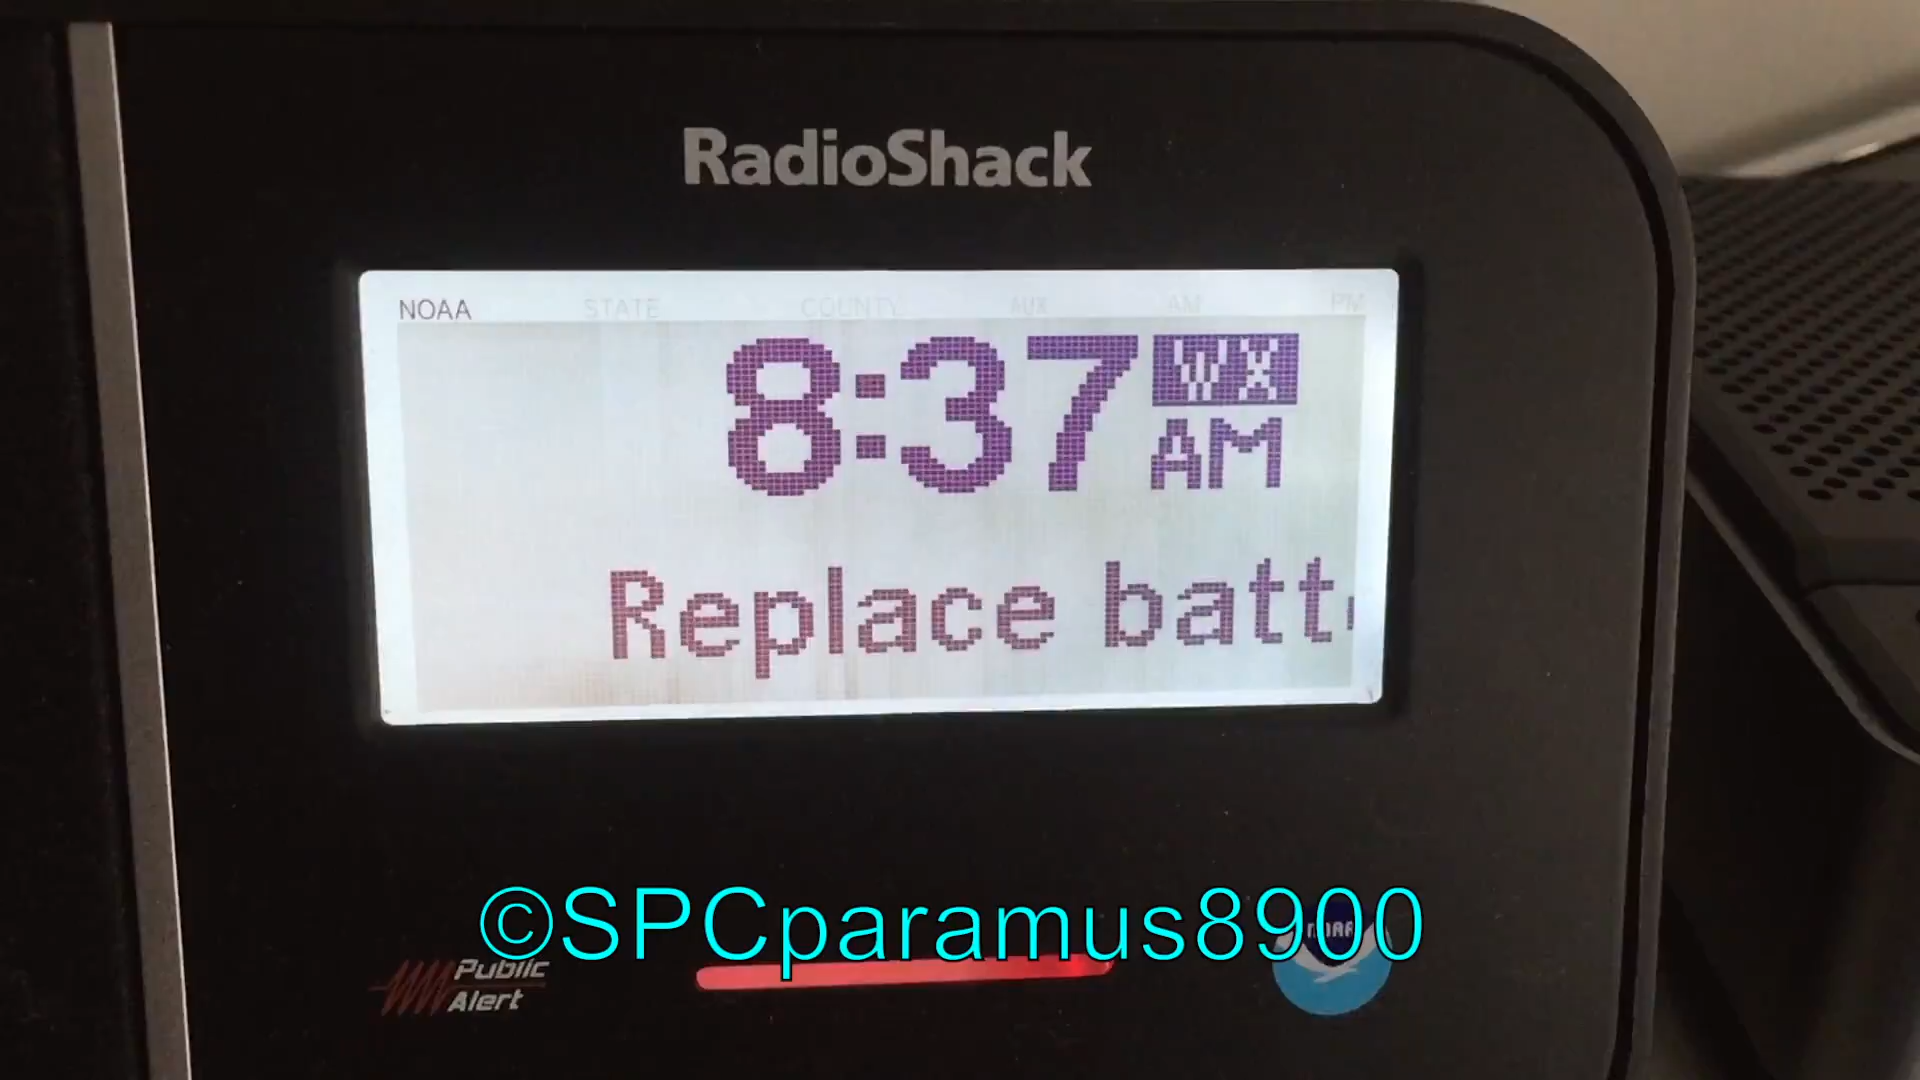 RadioShack
NOAA STATE COUNTY AUX AM PM
8:37 WX
AM
Replace batt
©SPCparamus8900
Public
Alert